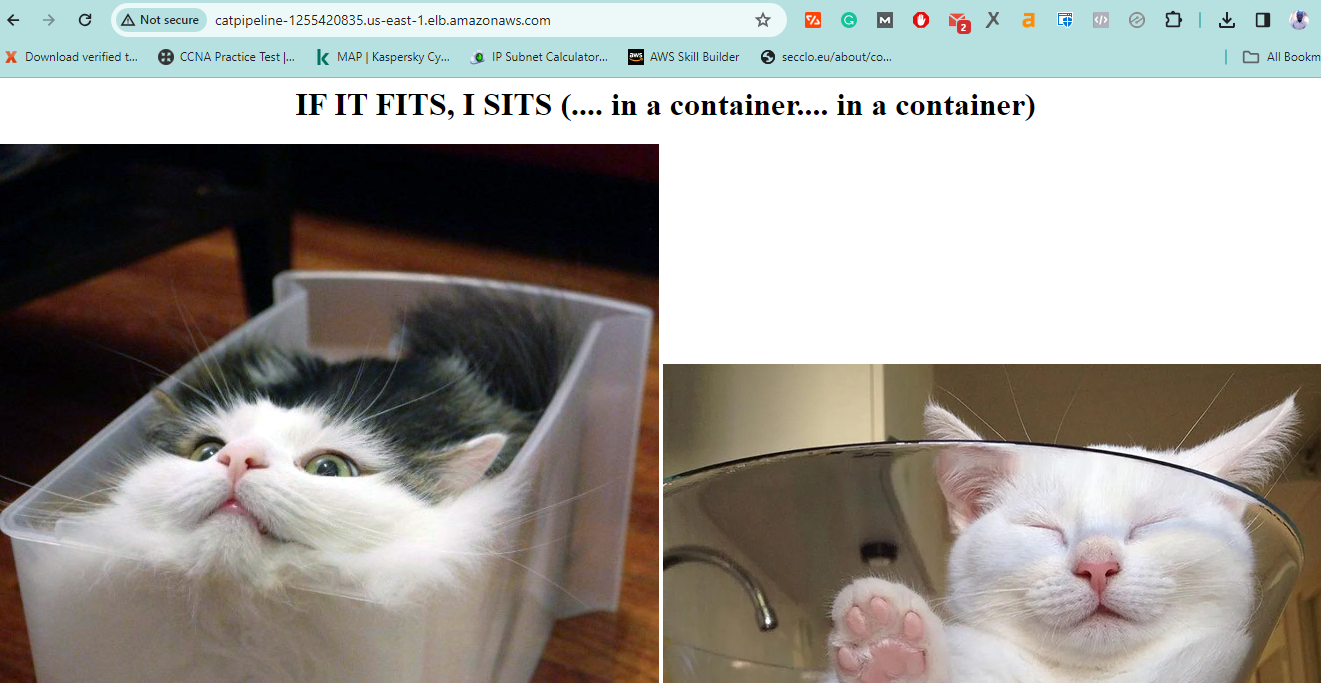 Not secure
catpipeline-1255420835.us-east-1.elb.amazonaws.com
2
Download verified t...
CCNA Practice Test |...
MAP | Kaspersky Cy...
aws
AWS Skill Builder
IP Subnet Calculator...
secclo.eu/about/co...
All Bookm
IF IT FITS, I SITS (.... in a container.... in a container)